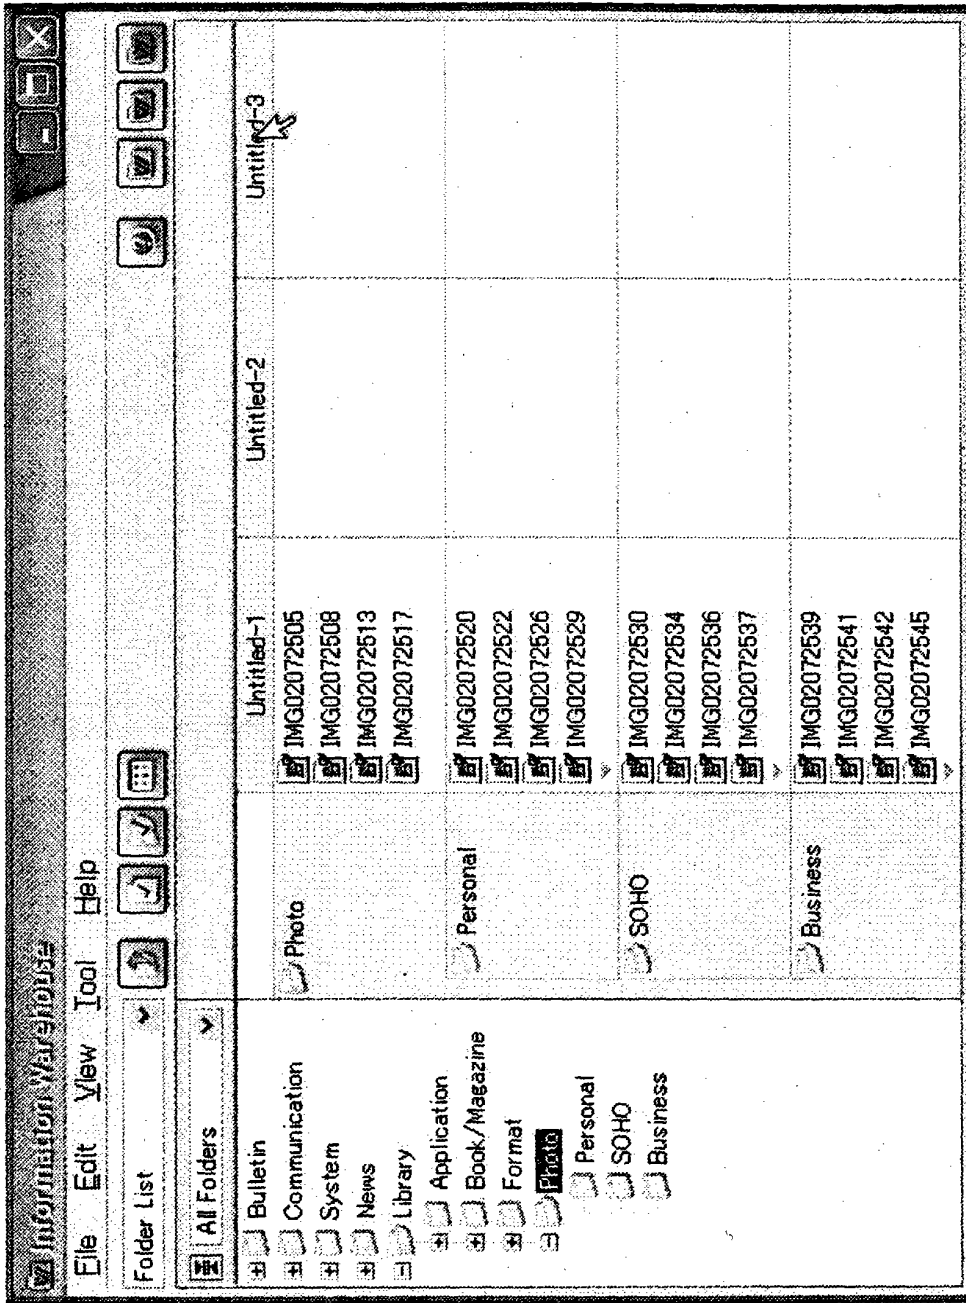 Information Warehouse
File Edit View Tool Help
Folder List
All Folders
Bulletin
Communication
System
News
Library
Application
Book/Magazine
Format
Photo
Personal
SOHO
Business
Untitled-1 Untitled-2 Untitled-3
Photo
IMG02072505
IMG02072508
IMG02072513
IMG02072517
Personal
IMG02072520
IMG02072522
IMG02072526
IMG02072529
SOHO
IMG02072530
IMG02072534
IMG02072536
IMG02072537
Business
IMG02072539
IMG02072541
IMG02072542
IMG02072545